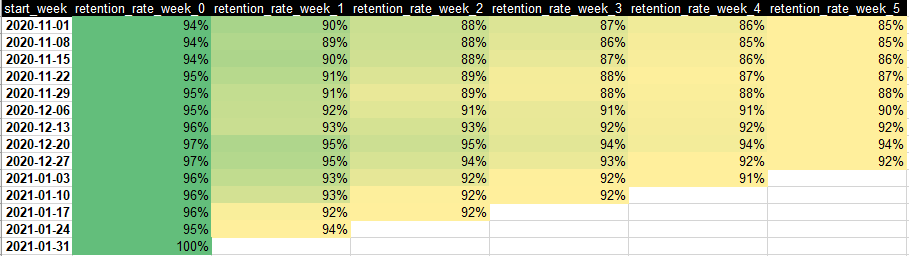 start_week retention_rate_week_0 retention_rate_week_1 retention_rate_week_2 retention_rate_week_3 retention_rate_week_4 retention_rate_week_5
2020-11-01 94% 90% 88% 87% 86% 85%
2020-11-08 94% 89% 88% 86% 85% 85%
2020-11-15 94% 90% 88% 87% 86% 86%
2020-11-22 95% 91% 89% 88% 87% 87%
2020-11-29 95% 91% 89% 88% 88% 88%
2020-12-06 95% 92% 91% 91% 91% 90%
2020-12-13 96% 93% 93% 92% 92% 92%
2020-12-20 97% 95% 95% 94% 94% 94%
2020-12-27 97% 95% 94% 93% 92% 92%
2021-01-03 96% 93% 92% 92% 91%
2021-01-10 96% 93% 92% 92%
2021-01-17 96% 92% 92%
2021-01-24 95% 94%
2021-01-31 100%